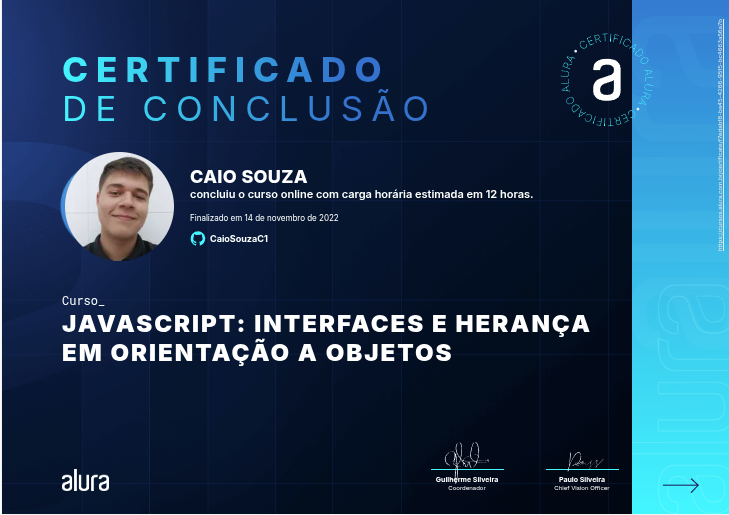 CERTIFICADO
DE CONCLUSÃO
CERTIFICADO ALURA • CERTIFICADO ALURA •
a
CAIO SOUZA
concluiu o curso online com carga horária estimada em 12 horas.
Finalizado em 14 de novembro de 2022
CaioSouzaC1
Curso_
JAVASCRIPT: INTERFACES E HERANÇA
EM ORIENTAÇÃO A OBJETOS
alura
Guilherme Silveira
Coordenador
Paulo Silveira
Chief Vision Officer
alura